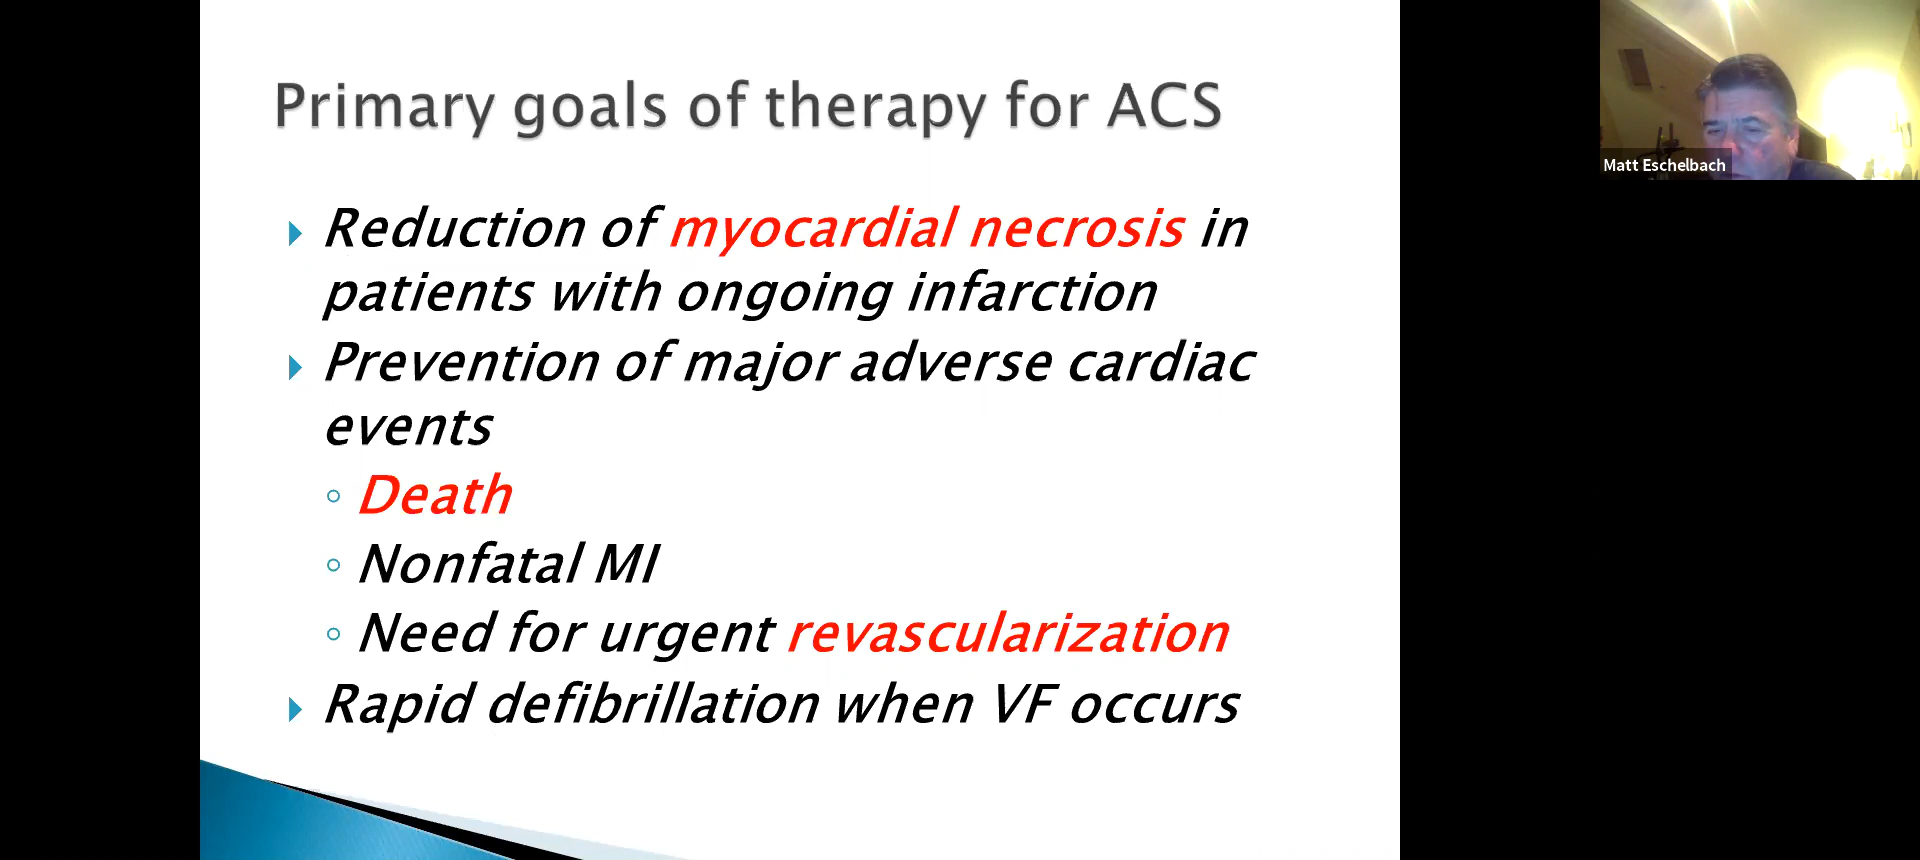 Primary goals of therapy for ACS
Reduction of myocardial necrosis in
patients with ongoing infarction
Prevention of major adverse cardiac
events
Death
Nonfatal MI
Need for urgent revascularization
Rapid defibrillation when VF occurs
Matt Eschelbach